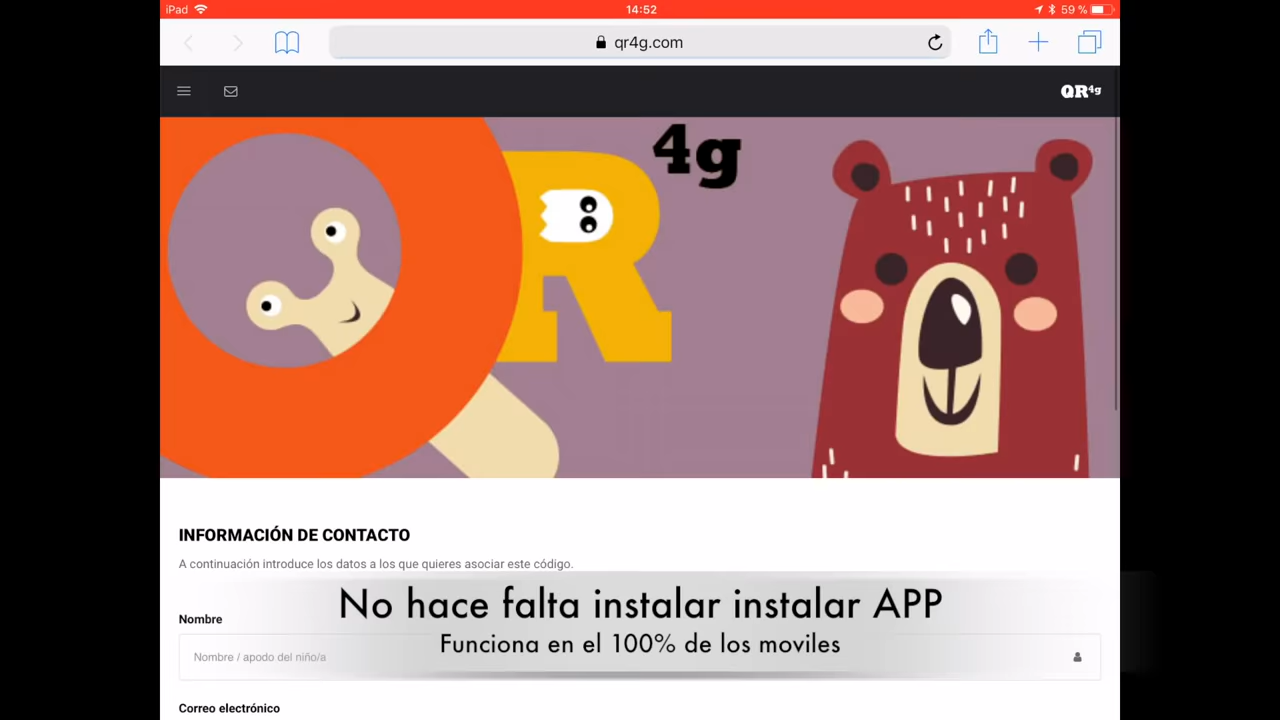 iPad 14:52 59 %
qr4g.com
QR4g
QR 4g
INFORMACIÓN DE CONTACTO
A continuación introduce los datos a los que quieres asociar este código.
No hace falta instalar instalar APP
Nombre
Funciona en el 100% de los moviles
Nombre / apodo del niño/a
Correo electrónico